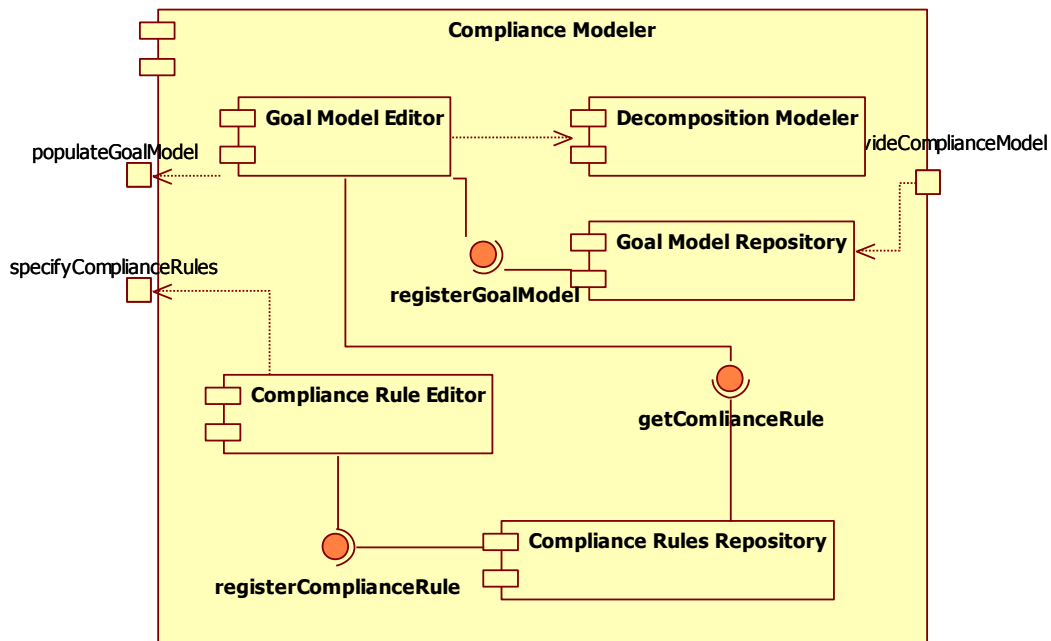 Compliance Modeler
Goal Model Editor
Decomposition Modeler
populateGoalModel
videComplianceModel
Goal Model Repository
specifyComplianceRules
registerGoalModel
Compliance Rule Editor
getComlianceRule
Compliance Rules Repository
registerComplianceRule